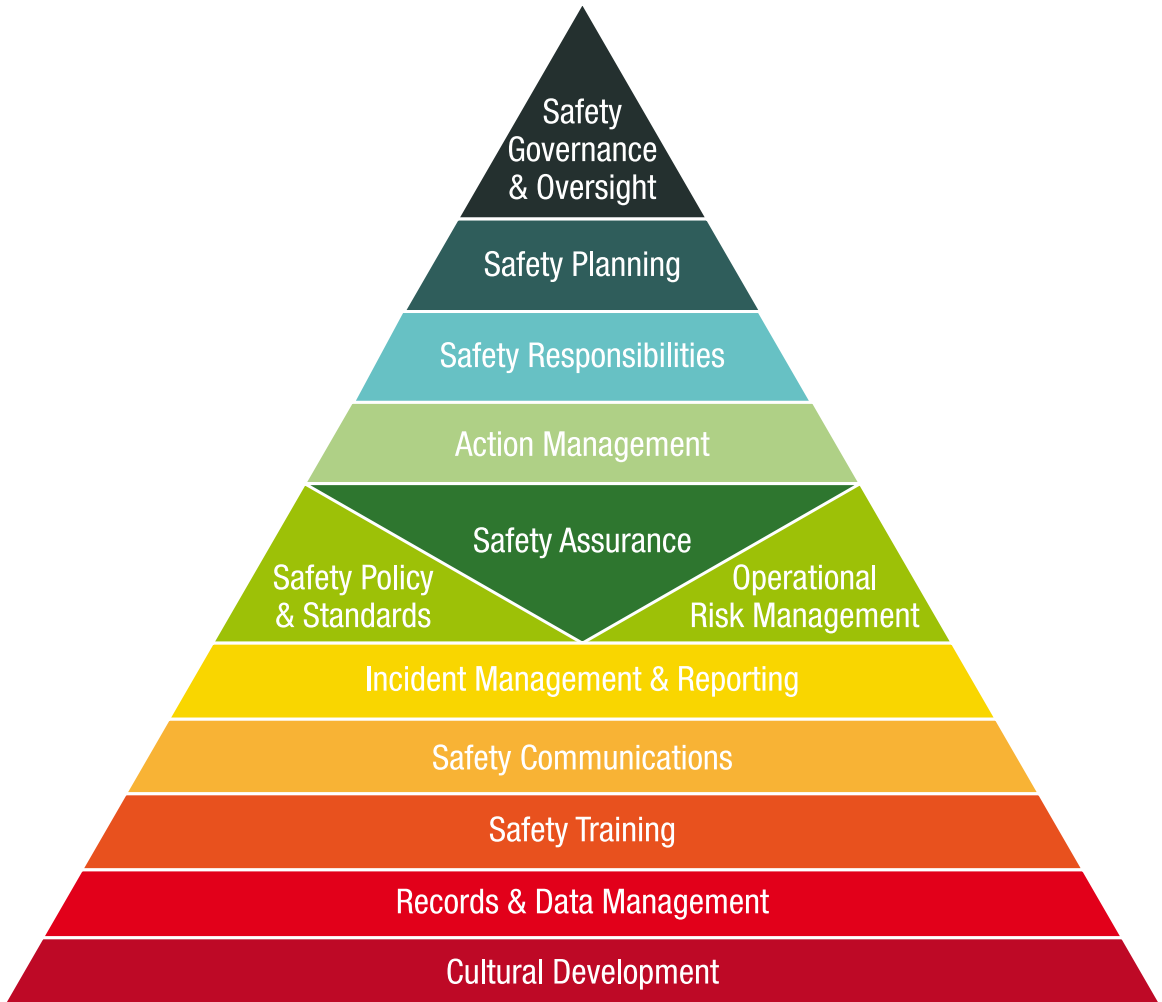 Safety
Governance
& Oversight
Safety Planning
Safety Responsibilities
Action Management
Safety Assurance
Safety Policy
& Standards
Operational
Risk Management
Incident Management & Reporting
Safety Communications
Safety Training
Records & Data Management
Cultural Development